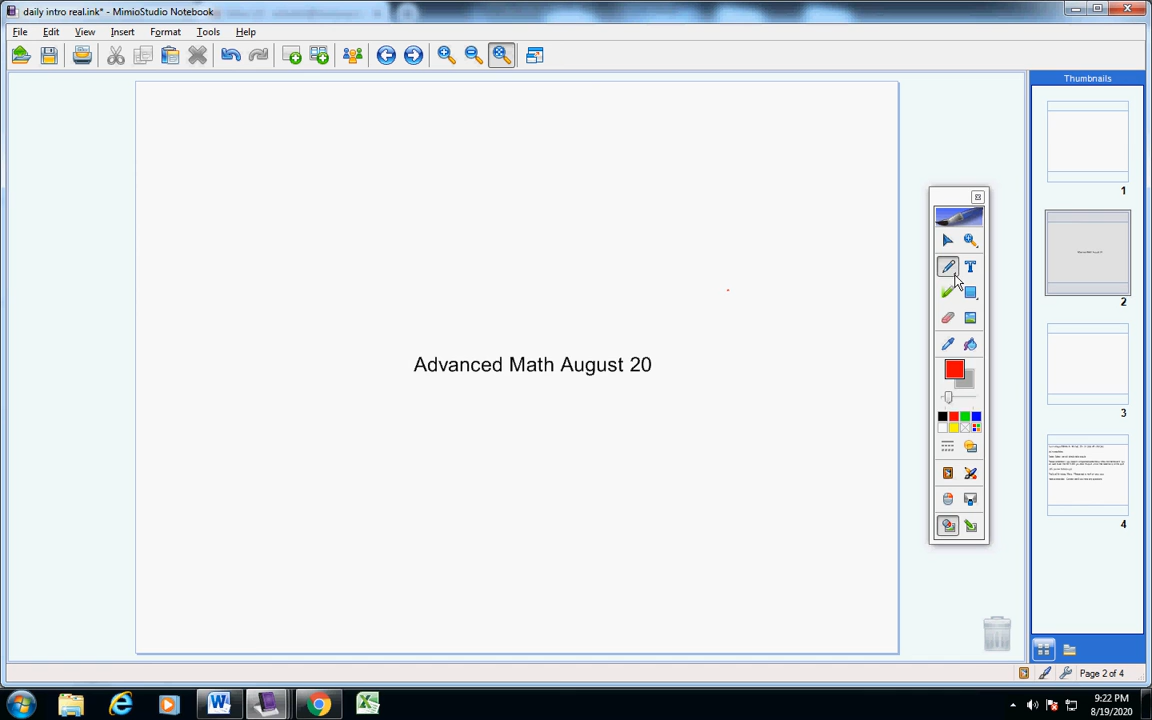 daily intro real.ink* - MimioStudio Notebook
File Edit View Insert Format Tools Help
Thumbnails
1
Advanced Math August 20
2
3
4
Page 2 of 4
9:22 PM
8/19/2020